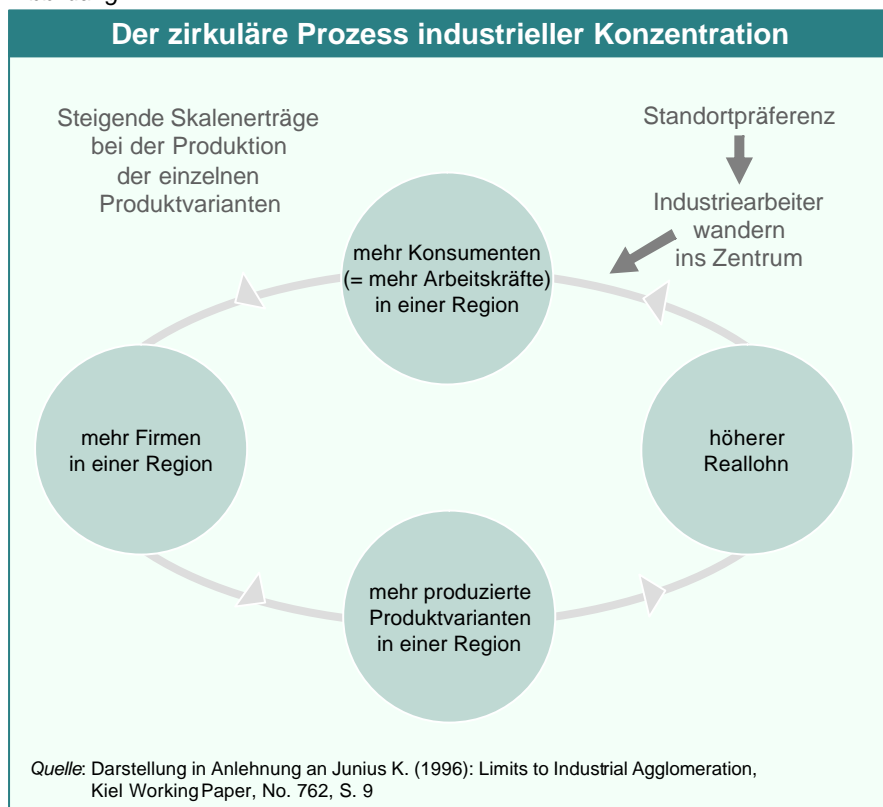 Der zirkuläre Prozess industrieller Konzentration
Steigende Skalenerträge
bei der Produktion
der einzelnen
Produktvarianten
Standortpräferenz
Industriearbeiter
wandern
ins Zentrum
mehr Konsumenten
(= mehr Arbeitskräfte)
in einer Region
mehr Firmen
in einer Region
höherer
Reallohn
mehr produzierte
Produktvarianten
in einer Region
Quelle: Darstellung in Anlehnung an Junius K. (1996): Limits to Industrial Agglomeration,
Kiel Working Paper, No. 762, S. 9